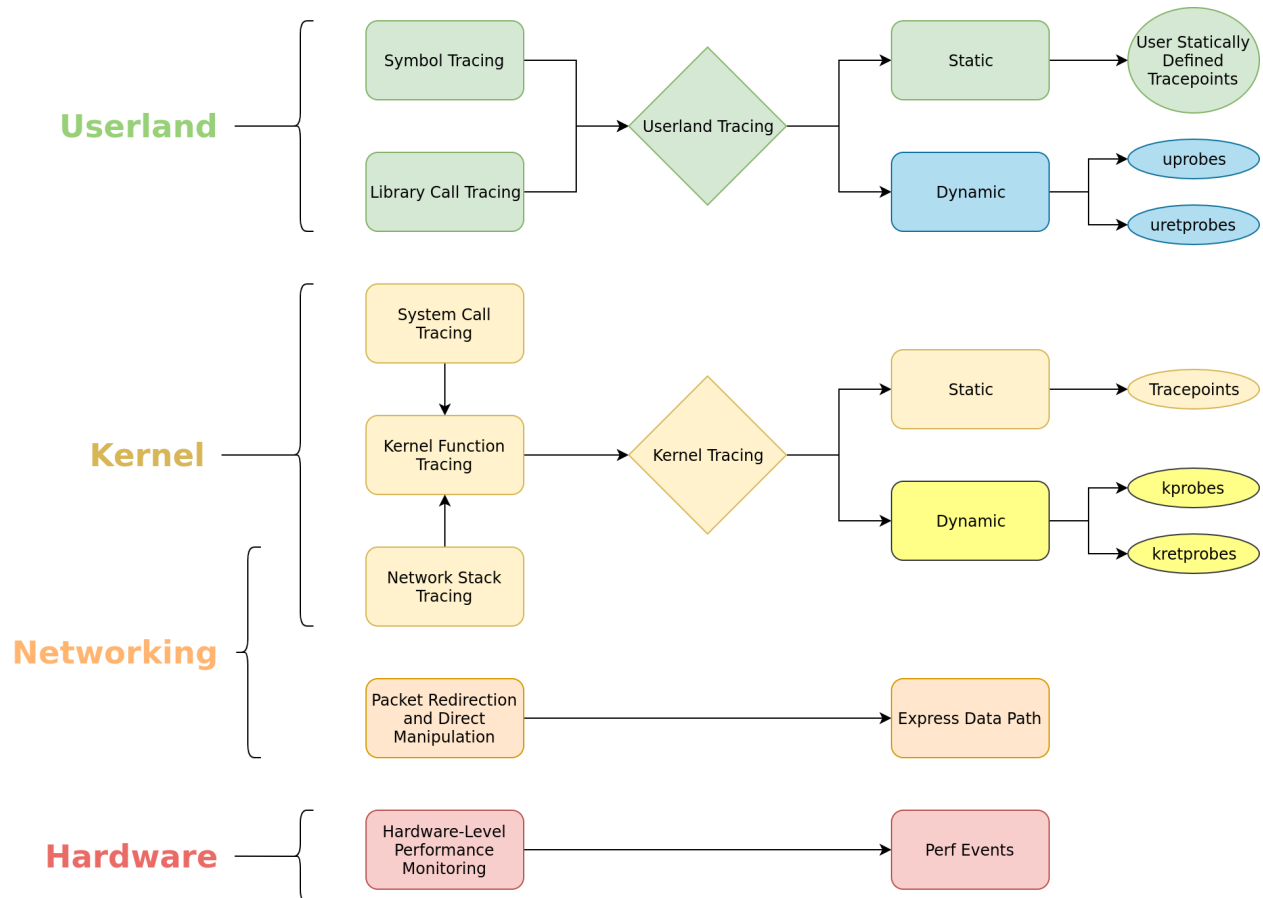 Userland
Symbol Tracing
Library Call Tracing
Userland Tracing
Static
User Statically
Defined
Tracepoints
Dynamic
uprobes
uretprobes
Kernel
System Call
Tracing
Kernel Function
Tracing
Network Stack
Tracing
Kernel Tracing
Static
Tracepoints
Dynamic
kprobes
kretprobes
Networking
Packet Redirection
and Direct
Manipulation
Express Data Path
Hardware
Hardware-Level
Performance
Monitoring
Perf Events